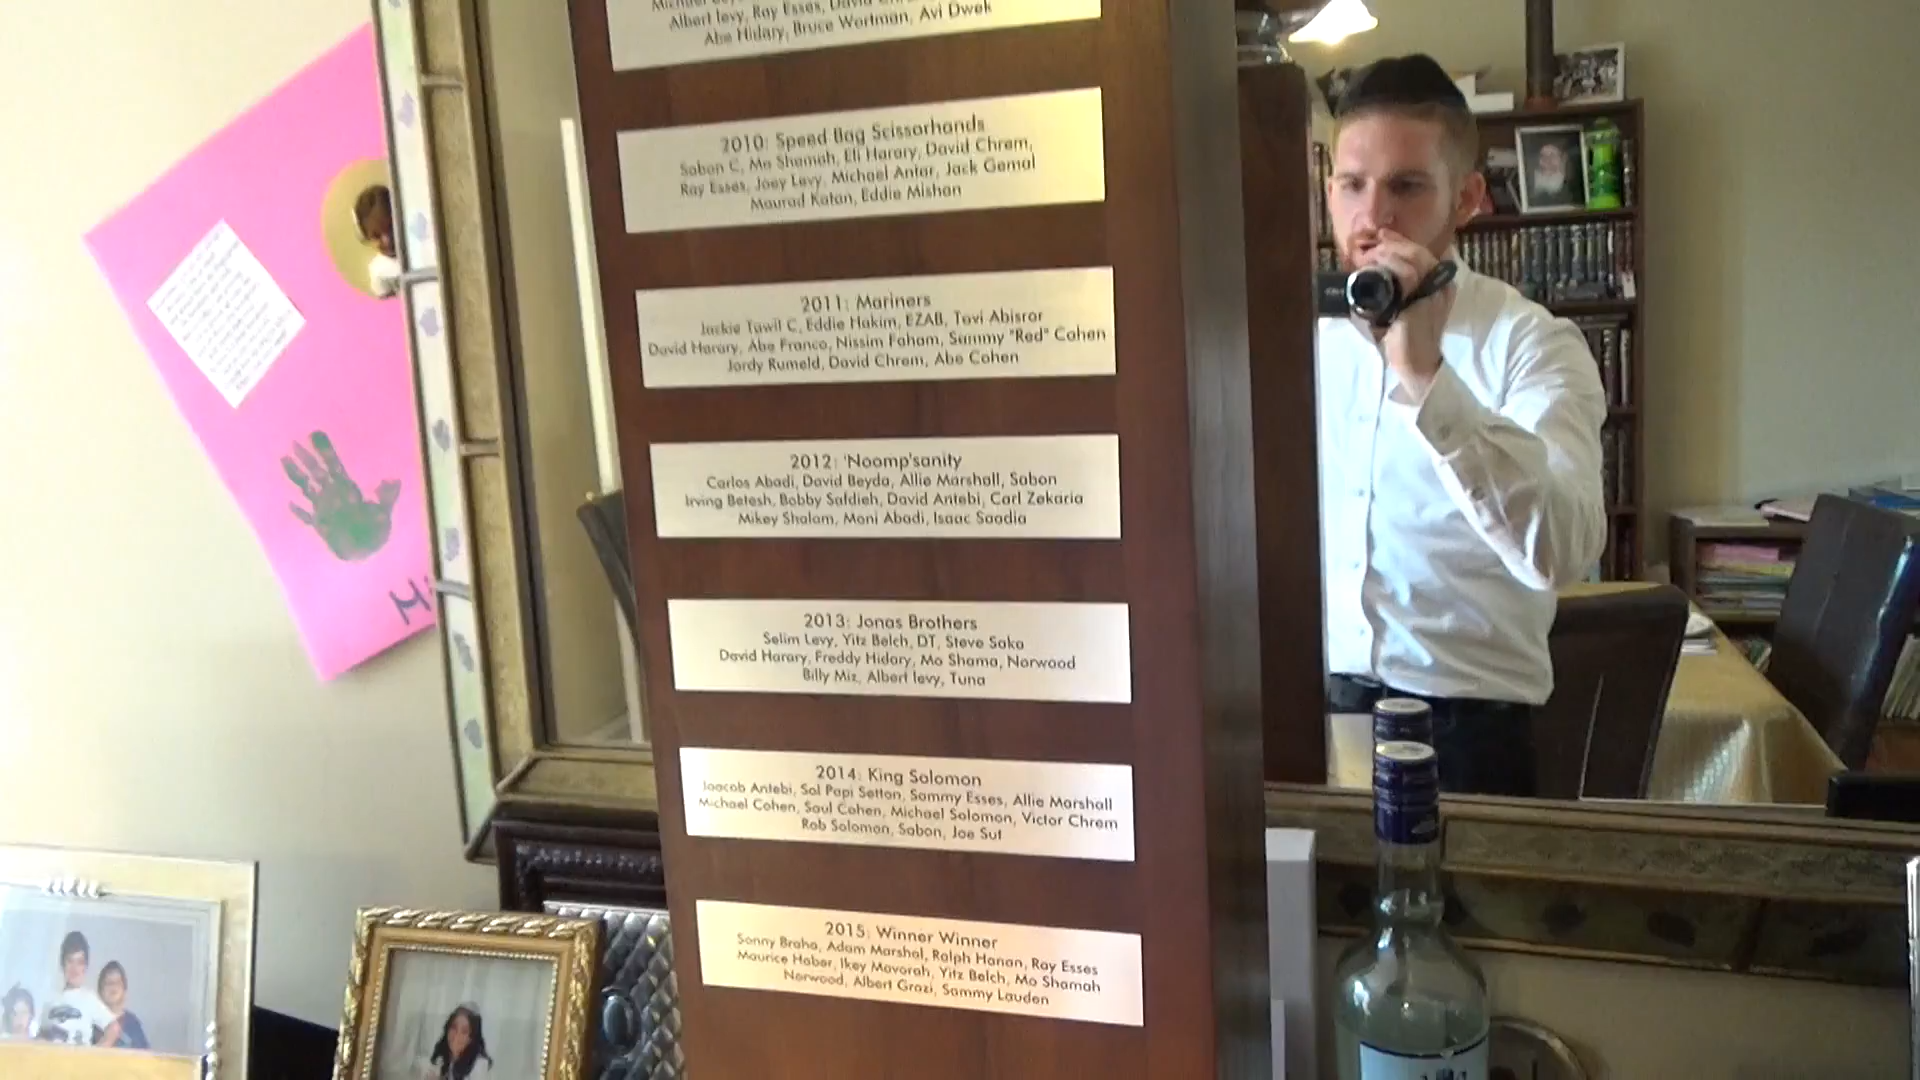 Albert levy, Ray Esses, David
Abe Hidary, Bruce Wortman, Avi Dwek
2010: Speed Bag Scissorhands
Sabon C, Mo Shamah, Eli Harary, David Chrem,
Ray Esses, Joey Levy, Michael Antar, Jack Gemal
Mourad Katan, Eddie Mishan
2011: Mariners
Jackie Tawil C, Eddie Hakim, EZAB, Tovi Abisror
David Harary, Abe Franco, Nissim Faham, Sammy "Red" Cohen
Jordy Rumeld, David Chrem, Abe Cohen
2012: 'Noomp'sanity
Carlos Abadi, David Beyda, Allie Marshall, Sabon
Irving Betesh, Bobby Safdieh, David Antebi, Carl Zekaria
Mikey Shalam, Moni Abadi, Isaac Saadia
2013: Jonas Brothers
Selim Levy, Yitz Belch, DT, Steve Saka
David Harary, Freddy Hidary, Mo Shama, Norwood
Billy Miz, Albert levy, Tuna
2014: King Solomon
Jaacob Antebi, Sol Papi Setton, Sammy Esses, Allie Marshall
Michael Cohen, Saul Cohen, Michael Solomon, Victor Chrem
Rob Solomon, Sabon, Joe Sut
2015: Winner Winner
Sonny Braha, Adam Marshal, Ralph Hanan, Ray Esses
Maurice Haber, Ikey Mavorah, Yitz Belch, Mo Shamah
Norwood, Albert Grazi, Sammy Lauden